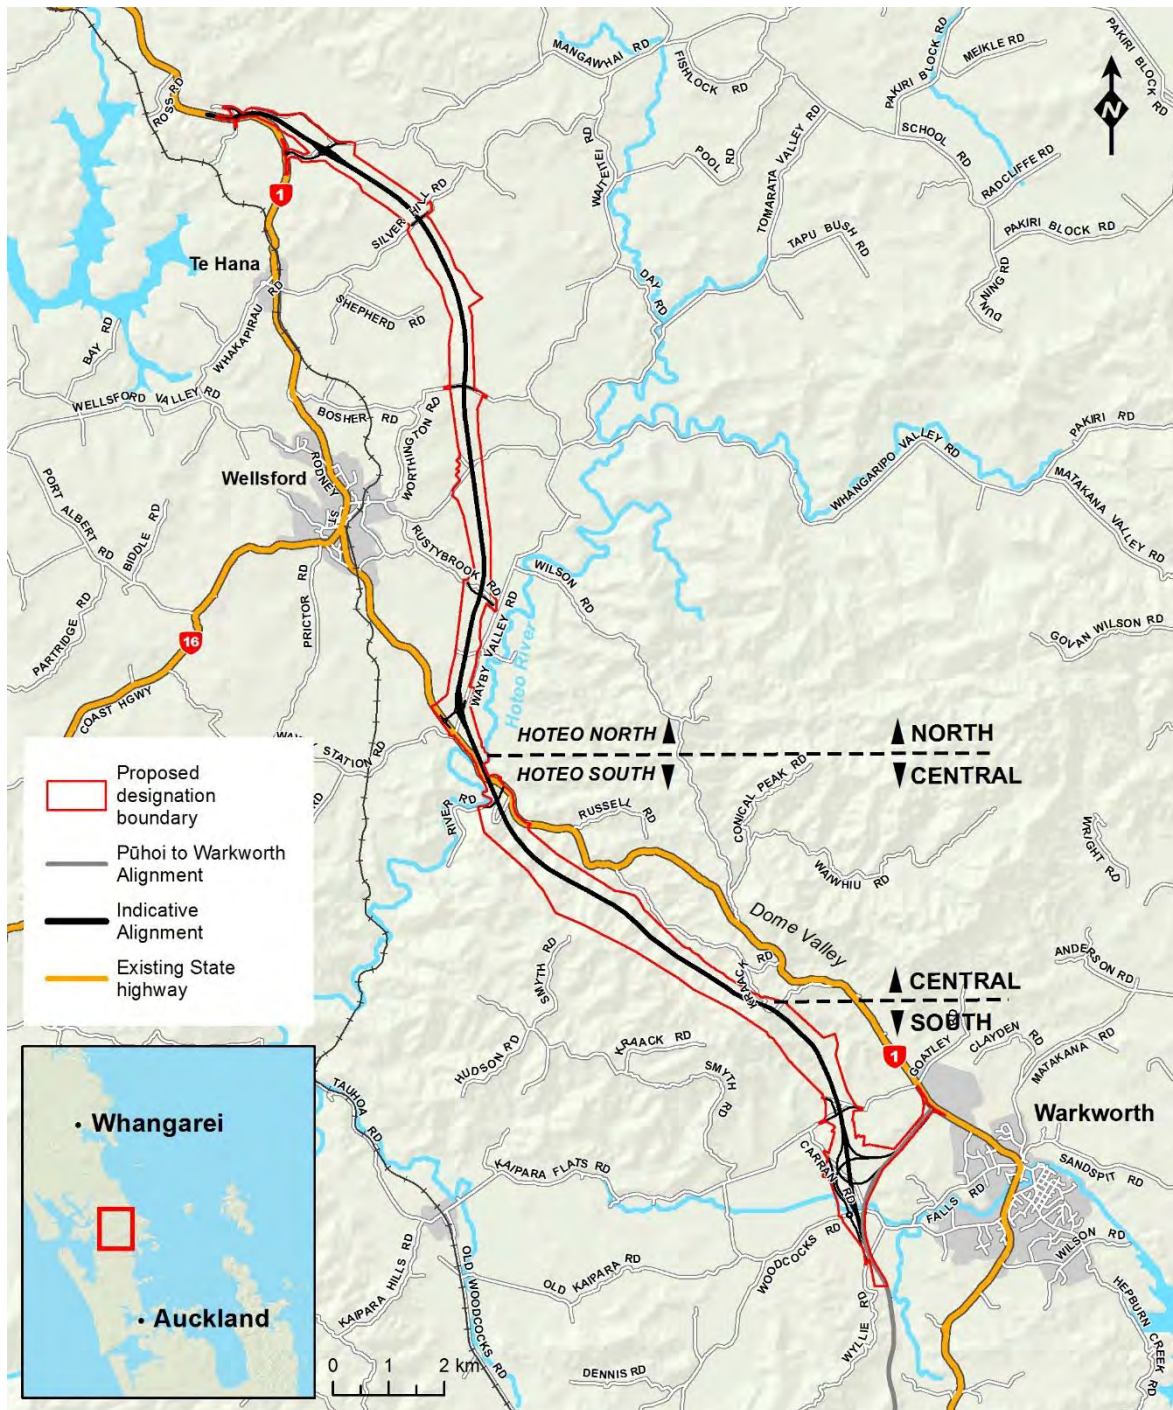 MANGAWHAI RD
FISHLOCK RD
PAKIRI BLOCK RD
MEIKLE RD
PAKIRI BLOCK RD
N
ROSS RD
SCHOOL RD
POOL RD
WAITEITEI RD
TOMARATA VALLEY RD
RADCLIFFE RD
1
SILVER HILL RD
TAPU BUSH RD
PAKIRI BLOCK RD
Te Hana
DAY RD
DUNNING RD
SHEPHERD RD
BAY RD
WHAKAPIRAU RD
WELLSFORD VALLEY RD
BOSHER RD
WORTHINGTON RD
PAKIRI RD
WHANGARIPO VALLEY RD
MATAKANA VALLEY RD
Wellsford
RODNEY ST
PORT ALBERT RD
BIDDLE RD
RUSTYBROOK RD
WILSON RD
PARTRIDGE RD
PRICTOR RD
16
GOVAN WILSON RD
WAYBY VALLEY RD
Hoteo River
COAST HGWY
STATION RD
HOTEO NORTH
NORTH
HOTEO SOUTH
CENTRAL
RIVER RD
RUSSELL RD
CONICAL PEAK RD
WAIWHIU RD
WRIGHT RD
Proposed
designation
boundary
Pūhoi to Warkworth
Alignment
Indicative
Alignment
Existing State
highway
Dome Valley
SMYTH RD
KRAACK RD
ANDERSON RD
CENTRAL
SOUTH
1
GOATLEY RD
CLAYDEN RD
MATAKANA RD
KRAACK RD
HUDSON RD
SMYTH RD
Warkworth
TAUHOA RD
KAIPARA FLATS RD
CARRAN RD
SANDSPIT RD
FALLS RD
WOODCOCKS RD
WILSON RD
KAIPARA HILLS RD
OLD WOODCOCKS RD
OLD KAIPARA RD
WYLLIE RD
HEPBURN CREEK RD
DENNIS RD
Whangarei
Auckland
0 1 2 km